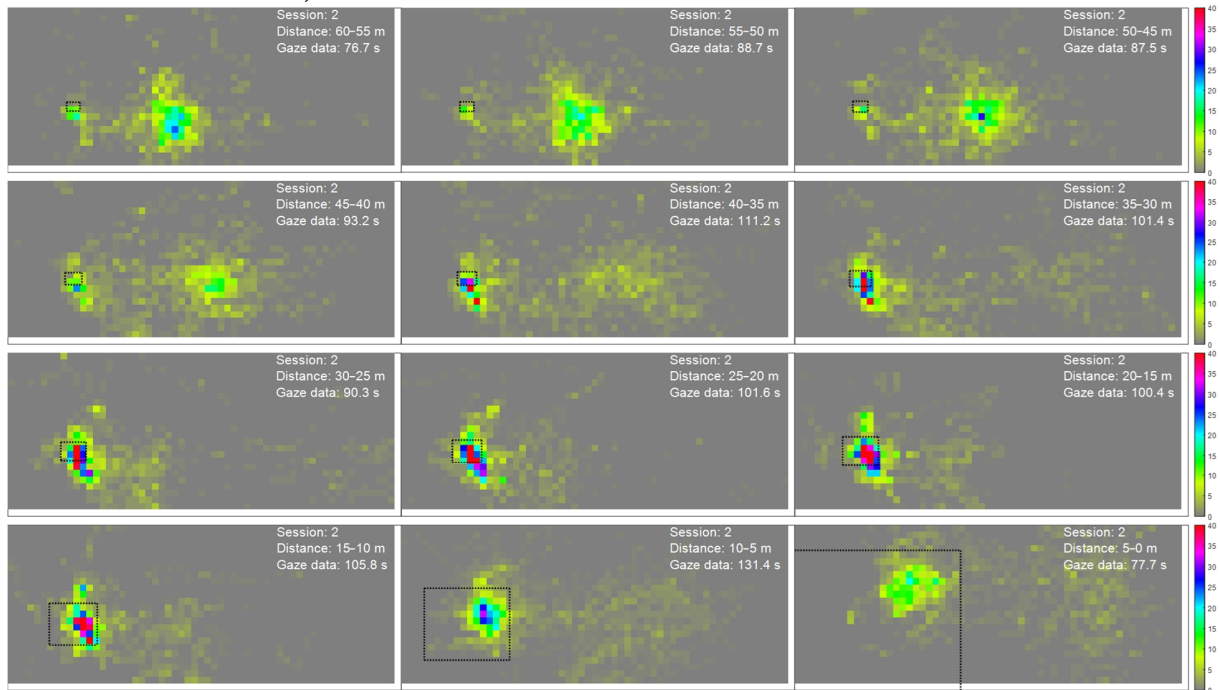 Session: 2
Distance: 60–55 m
Gaze data: 76.7 s
Session: 2
Distance: 55–50 m
Gaze data: 88.7 s
Session: 2
Distance: 50–45 m
Gaze data: 87.5 s
40
35
30
25
20
15
10
5
0
Session: 2
Distance: 45–40 m
Gaze data: 93.2 s
Session: 2
Distance: 40–35 m
Gaze data: 111.2 s
Session: 2
Distance: 35–30 m
Gaze data: 101.4 s
40
35
30
25
20
15
10
5
0
Session: 2
Distance: 30–25 m
Gaze data: 90.3 s
Session: 2
Distance: 25–20 m
Gaze data: 101.6 s
Session: 2
Distance: 20–15 m
Gaze data: 100.4 s
40
35
30
25
20
15
10
5
0
Session: 2
Distance: 15–10 m
Gaze data: 105.8 s
Session: 2
Distance: 10–5 m
Gaze data: 131.4 s
Session: 2
Distance: 5–0 m
Gaze data: 77.7 s
40
35
30
25
20
15
10
5
0